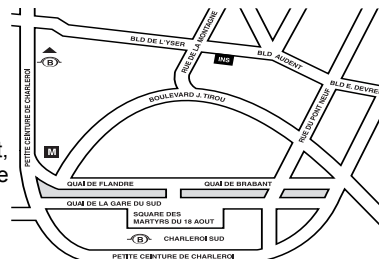 BLD DE L'YSER
RUE DE LA MONTAGNE
INS
BLD AUDENT
BLD E. DEVREU
B
PETITE CEINTURE DE CHARLEROI
BOULEVARD J. TIROU
RUE DU PONT NEUF
t,
e
M
QUAI DE FLANDRE
QUAI DE BRABANT
QUAI DE LA GARE DU SUD
SQUARE DES
MARTYRS DU 18 AOUT
B
CHARLEROI SUD
PETITE CEINTURE DE CHARLEROI